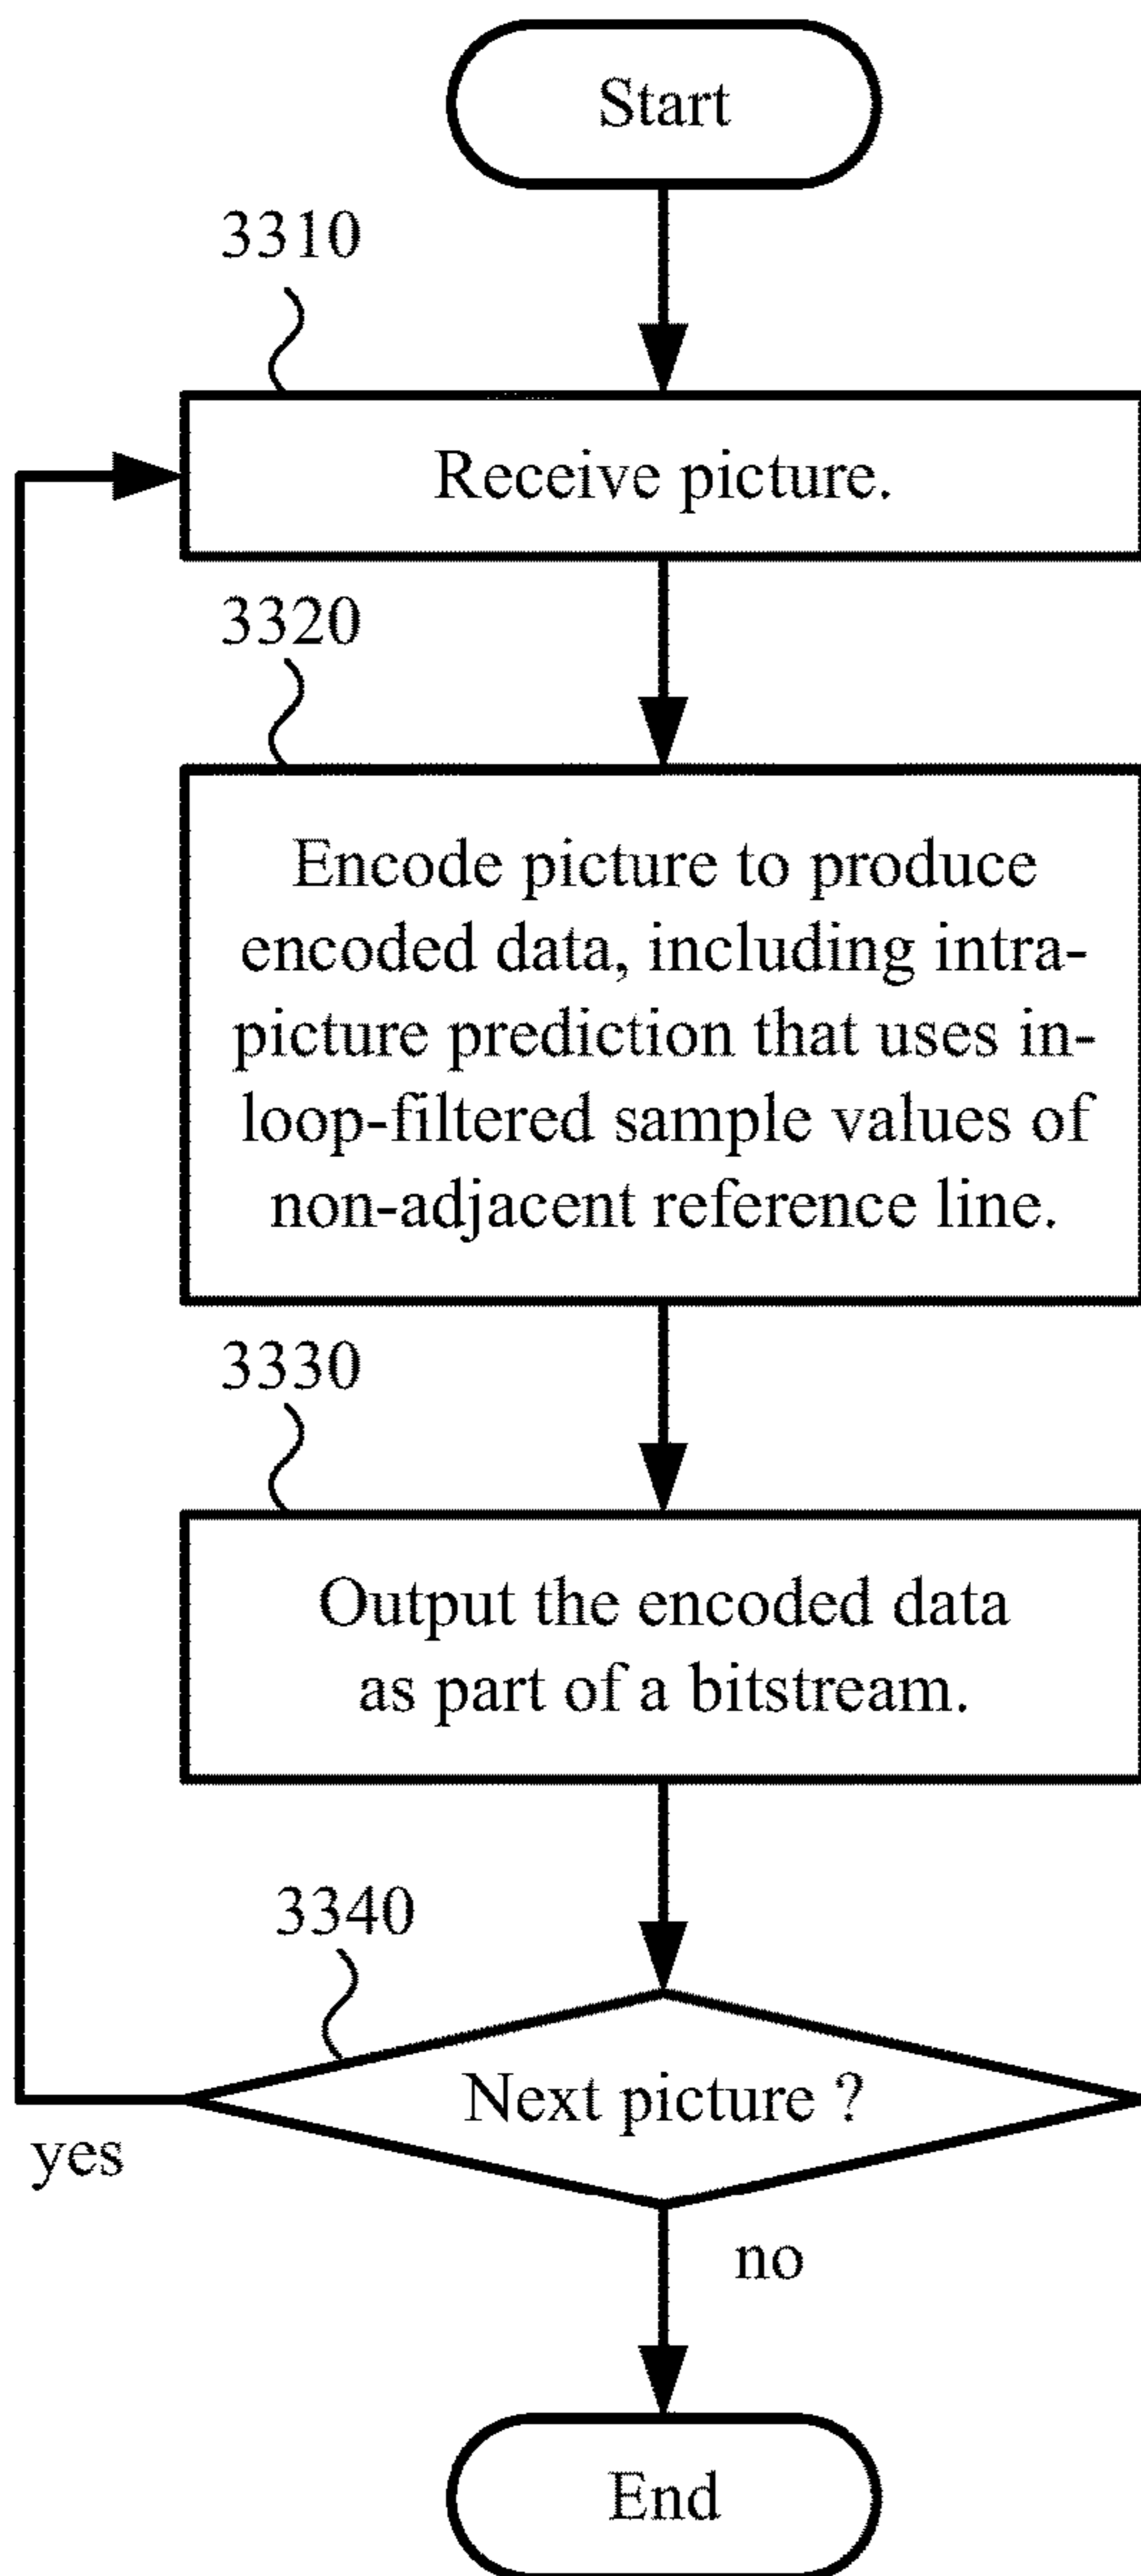 Start
3310
Receive picture.
3320
Encode picture to produce
encoded data, including intra-
picture prediction that uses in-
loop-filtered sample values of
non-adjacent reference line.
3330
Output the encoded data
as part of a bitstream.
3340
Next picture ?
yes
no
End